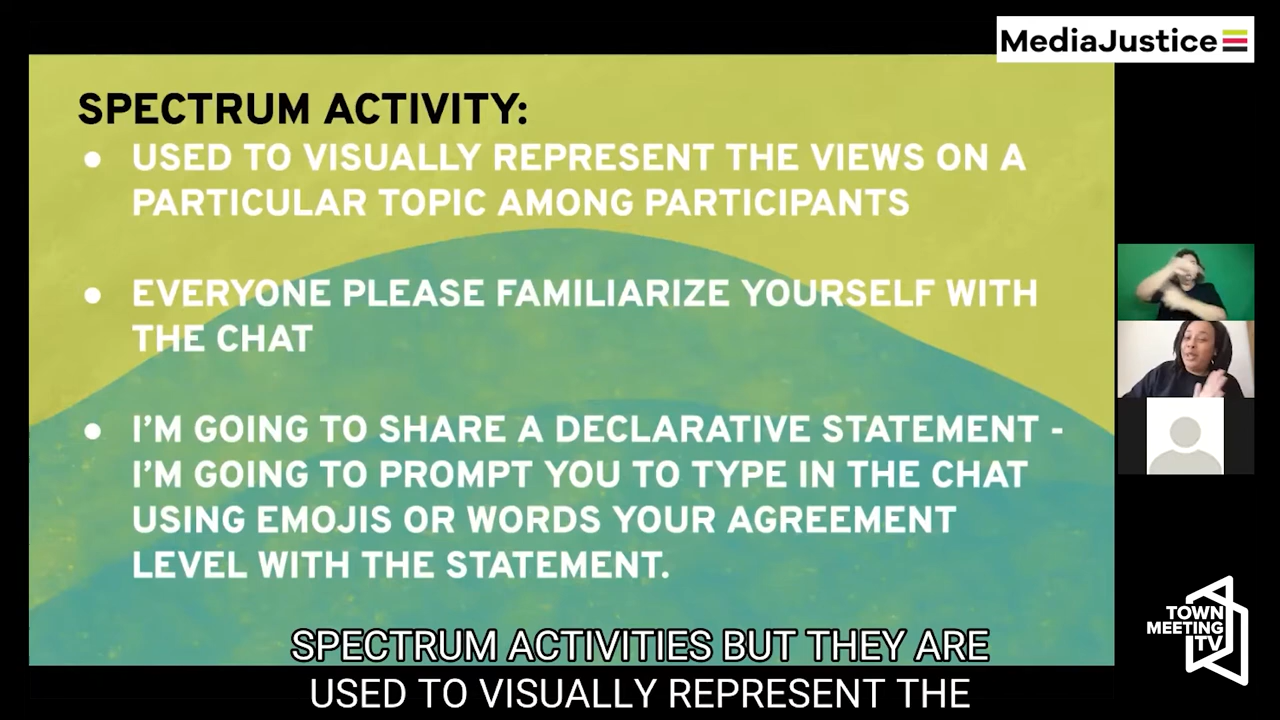 MediaJustice
SPECTRUM ACTIVITY:
● USED TO VISUALLY REPRESENT THE VIEWS ON A
PARTICULAR TOPIC AMONG PARTICIPANTS
● EVERYONE PLEASE FAMILIARIZE YOURSELF WITH
THE CHAT
● I'M GOING TO SHARE A DECLARATIVE STATEMENT -
I'M GOING TO PROMPT YOU TO TYPE IN THE CHAT
USING EMOJIS OR WORDS YOUR AGREEMENT
LEVEL WITH THE STATEMENT.
SPECTRUM ACTIVITIES BUT THEY ARE
USED TO VISUALLY REPRESENT THE
TOWN
MEETING
TV